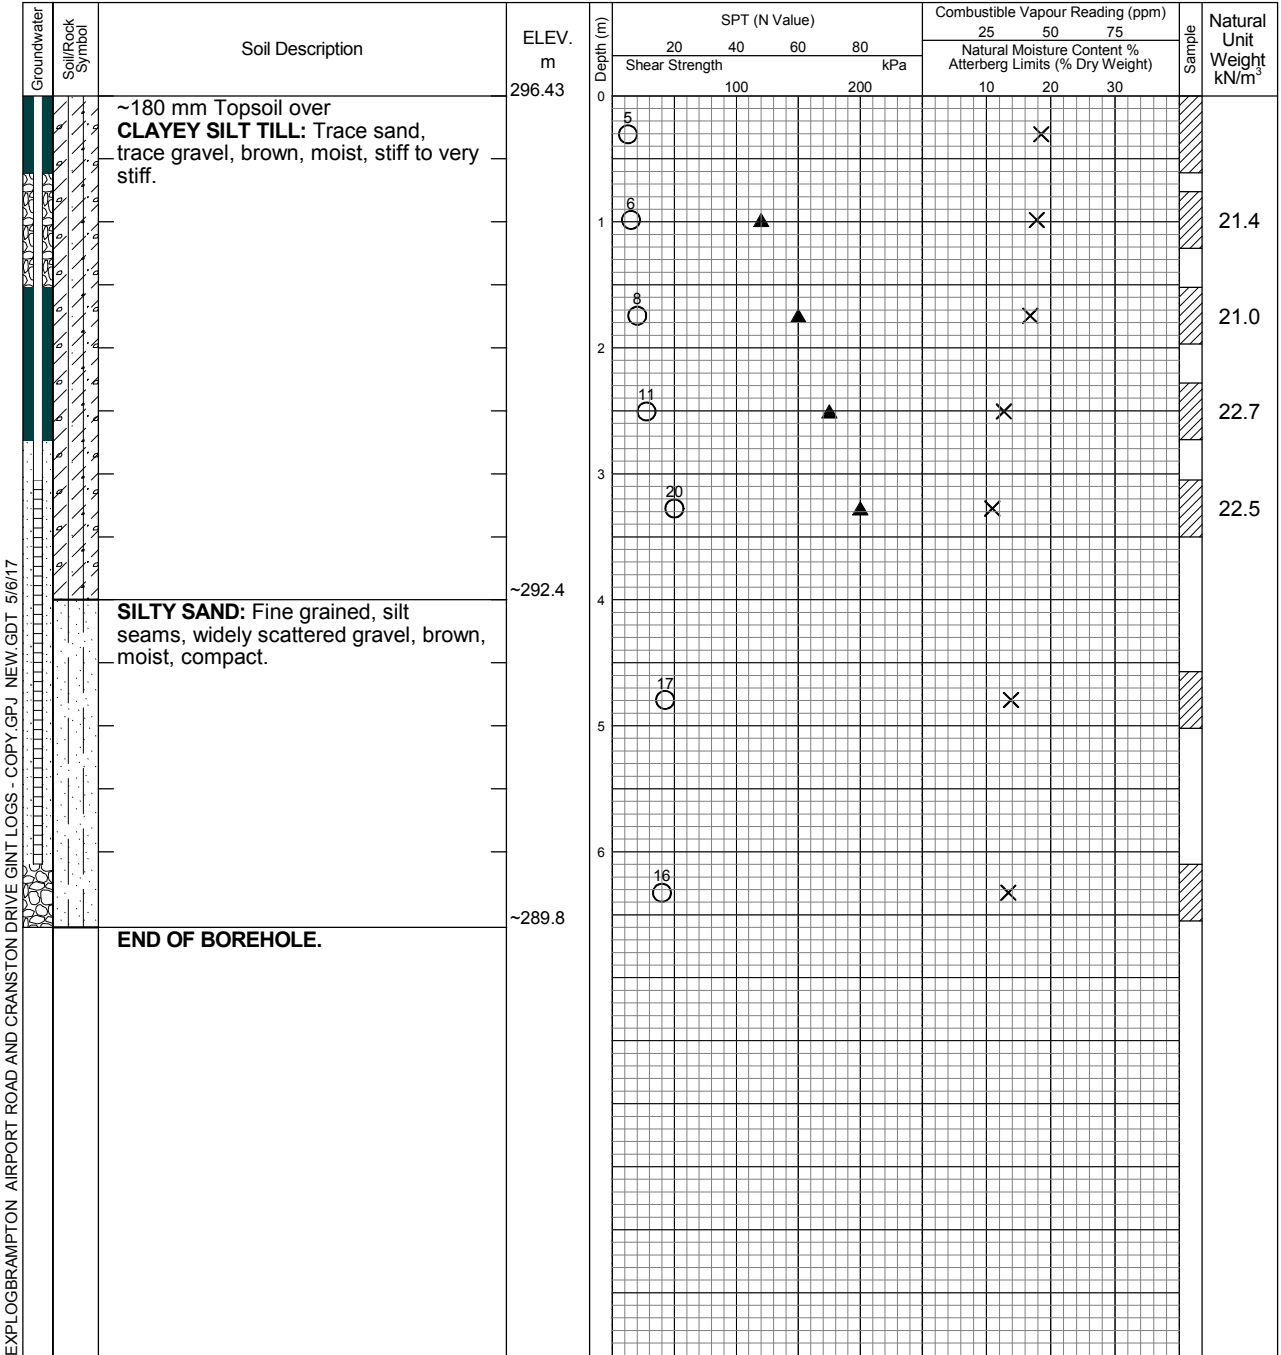 Groundwater
Soil/Rock
Symbol
Soil Description
ELEV.
m
296.43
Depth (m)
SPT (N Value)
20 40 60 80
Shear Strength kPa
100 200
Combustible Vapour Reading (ppm)
25 50 75
Natural Moisture Content %
Atterberg Limits (% Dry Weight)
10 20 30
Sample
Natural
Unit
Weight
kN/m³
0
~180 mm Topsoil over
CLAYEY SILT TILL: Trace sand,
trace gravel, brown, moist, stiff to very
stiff.
5
6
1
21.4
8
21.0
2
11
22.7
3
20
22.5
~292.4
4
SILTY SAND: Fine grained, silt
seams, widely scattered gravel, brown,
moist, compact.
17
5
6
16
~289.8
END OF BOREHOLE.
EXPLOGBRAMPTON AIRPORT ROAD AND CRANSTON DRIVE GINT LOGS - COPY.GPJ NEW.GDT 5/6/17